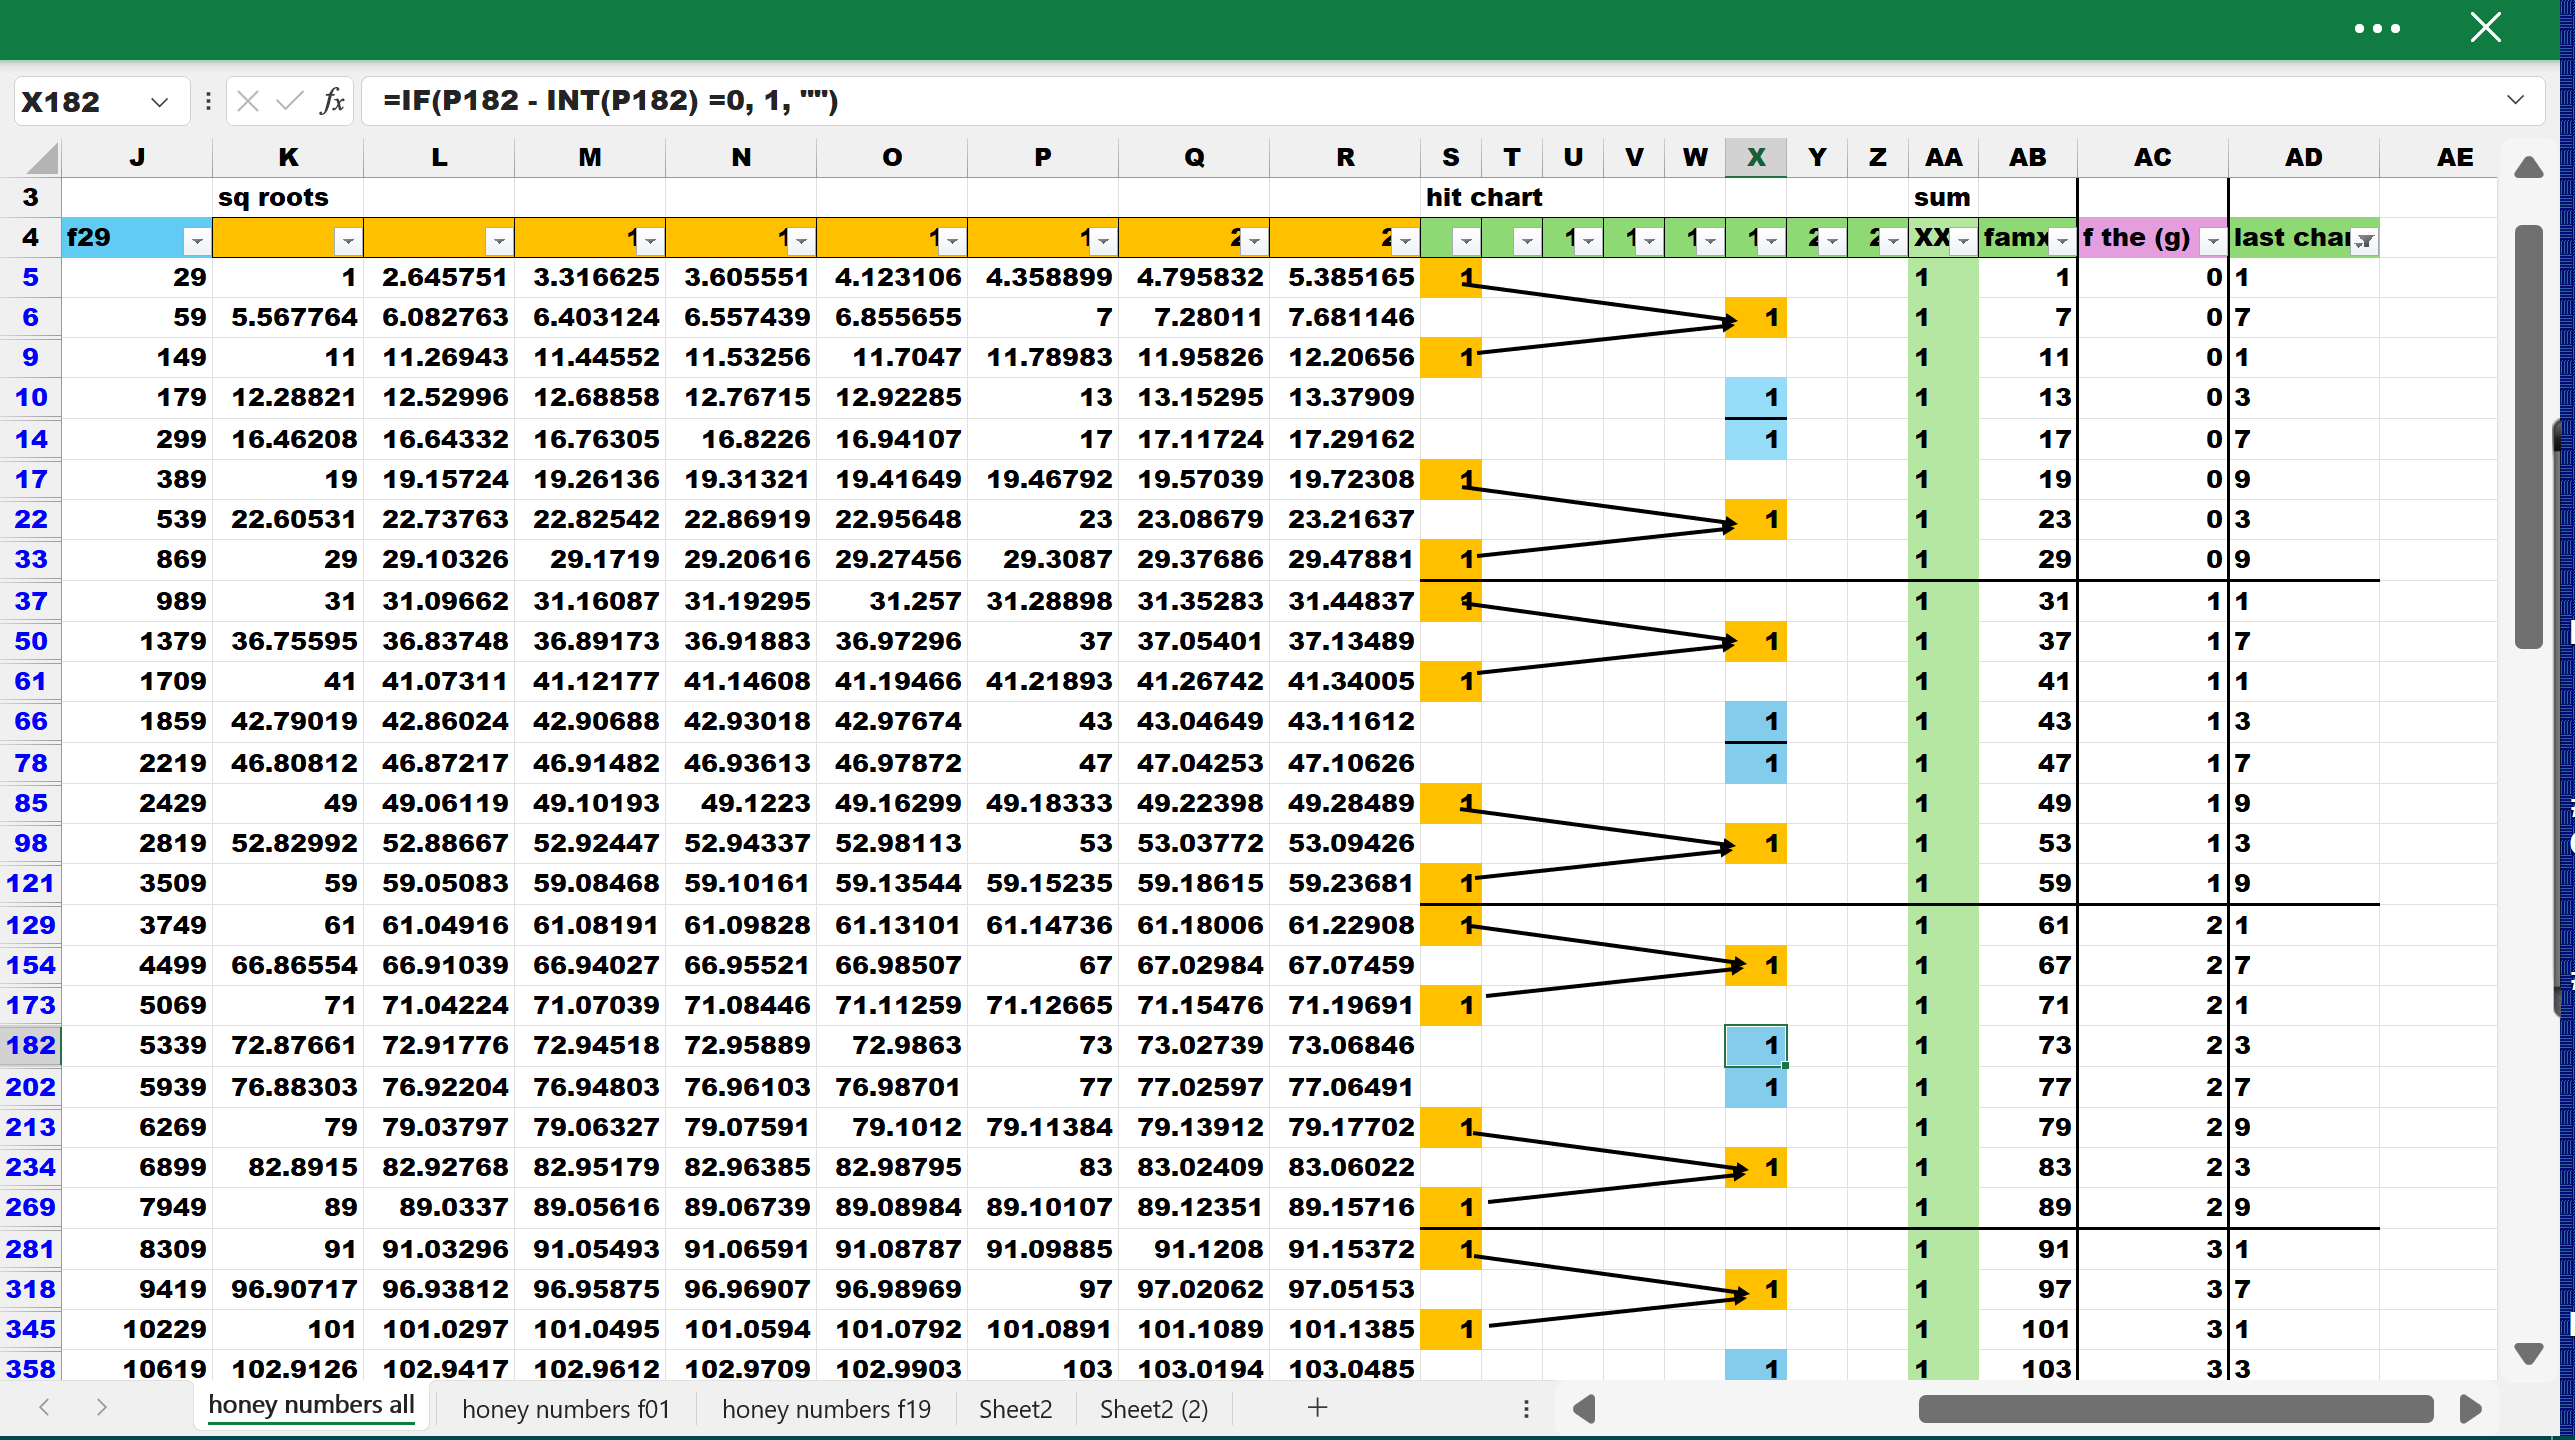 X182 fx =IF(P182 - INT(P182) =0, 1, "")
J K L M N O P Q R S T U V W X Y Z AA AB AC AD AE
3 sq roots hit chart sum
4 f29 1 1 1 1 2 2 1 1 1 1 2 2 XX famx f the (g) last char
5 29 1 2.645751 3.316625 3.605551 4.123106 4.358899 4.795832 5.385165 1 1 1 0 1
6 59 5.567764 6.082763 6.403124 6.557439 6.855655 7 7.28011 7.681146 1 1 7 0 7
9 149 11 11.26943 11.44552 11.53256 11.7047 11.78983 11.95826 12.20656 1 1 11 0 1
10 179 12.28821 12.52996 12.68858 12.76715 12.92285 13 13.15295 13.37909 1 1 13 0 3
14 299 16.46208 16.64332 16.76305 16.8226 16.94107 17 17.11724 17.29162 1 1 17 0 7
17 389 19 19.15724 19.26136 19.31321 19.41649 19.46792 19.57039 19.72308 1 1 19 0 9
22 539 22.60531 22.73763 22.82542 22.86919 22.95648 23 23.08679 23.21637 1 1 23 0 3
33 869 29 29.10326 29.1719 29.20616 29.27456 29.3087 29.37686 29.47881 1 1 29 0 9
37 989 31 31.09662 31.16087 31.19295 31.257 31.28898 31.35283 31.44837 1 1 31 1 1
50 1379 36.75595 36.83748 36.89173 36.91883 36.97296 37 37.05401 37.13489 1 1 37 1 7
61 1709 41 41.07311 41.12177 41.14608 41.19466 41.21893 41.26742 41.34005 1 1 41 1 1
66 1859 42.79019 42.86024 42.90688 42.93018 42.97674 43 43.04649 43.11612 1 1 43 1 3
78 2219 46.80812 46.87217 46.91482 46.93613 46.97872 47 47.04253 47.10626 1 1 47 1 7
85 2429 49 49.06119 49.10193 49.1223 49.16299 49.18333 49.22398 49.28489 1 1 49 1 9
98 2819 52.82992 52.88667 52.92447 52.94337 52.98113 53 53.03772 53.09426 1 1 53 1 3
121 3509 59 59.05083 59.08468 59.10161 59.13544 59.15235 59.18615 59.23681 1 1 59 1 9
129 3749 61 61.04916 61.08191 61.09828 61.13101 61.14736 61.18006 61.22908 1 1 61 2 1
154 4499 66.86554 66.91039 66.94027 66.95521 66.98507 67 67.02984 67.07459 1 1 67 2 7
173 5069 71 71.04224 71.07039 71.08446 71.11259 71.12665 71.15476 71.19691 1 1 71 2 1
182 5339 72.87661 72.91776 72.94518 72.95889 72.9863 73 73.02739 73.06846 1 1 73 2 3
202 5939 76.88303 76.92204 76.94803 76.96103 76.98701 77 77.02597 77.06491 1 1 77 2 7
213 6269 79 79.03797 79.06327 79.07591 79.1012 79.11384 79.13912 79.17702 1 1 79 2 9
234 6899 82.8915 82.92768 82.95179 82.96385 82.98795 83 83.02409 83.06022 1 1 83 2 3
269 7949 89 89.0337 89.05616 89.06739 89.08984 89.10107 89.12351 89.15716 1 1 89 2 9
281 8309 91 91.03296 91.05493 91.06591 91.08787 91.09885 91.1208 91.15372 1 1 91 3 1
318 9419 96.90717 96.93812 96.95875 96.96907 96.98969 97 97.02062 97.05153 1 1 97 3 7
345 10229 101 101.0297 101.0495 101.0594 101.0792 101.0891 101.1089 101.1385 1 1 101 3 1
358 10619 102.9126 102.9417 102.9612 102.9709 102.9903 103 103.0194 103.0485 1 1 103 3 3
honey numbers all honey numbers f01 honey numbers f19 Sheet2 Sheet2 (2) +